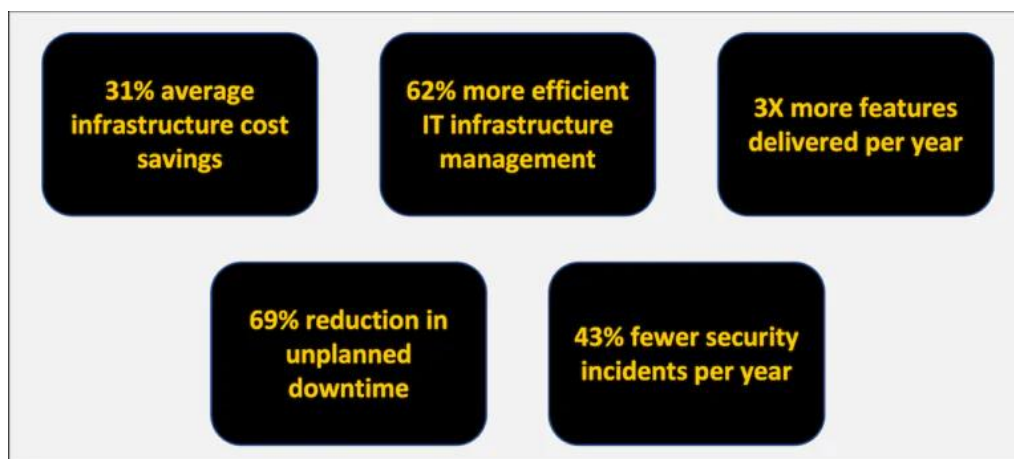 31% average
infrastructure cost
savings
62% more efficient
IT infrastructure
management
3X more features
delivered per year
69% reduction in
unplanned
downtime
43% fewer security
incidents per year